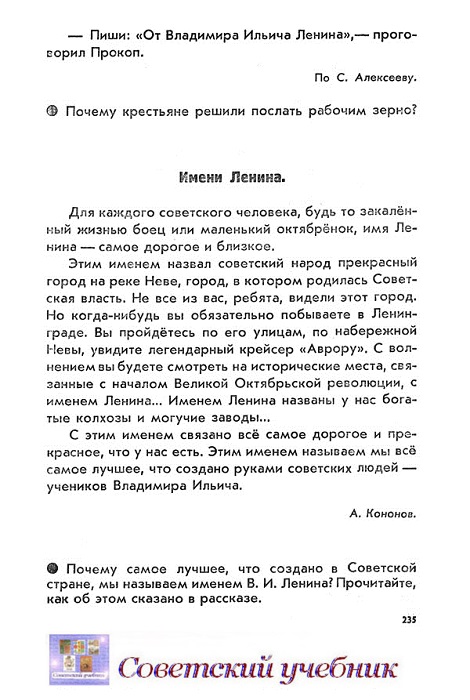 — Пиши: «От Владимира Ильича Ленина»,— прого-
ворил Прокоп.
По С. Алексееву.
Почему крестьяне решили послать рабочим зерно?
Имени Ленина.
Для каждого советского человека, будь то закалён-
ный жизнью боец или маленький октябрёнок, имя Ле-
нина — самое дорогое и близкое.
Этим именем назвал советский народ прекрасный
город на реке Неве, город, в котором родилась Совет-
ская власть. Не все из вас, ребята, видели этот город.
Но когда-нибудь вы обязательно побываете в Ленин-
граде. Вы пройдётесь по его улицам, по набережной
Невы, увидите легендарный крейсер «Аврору». С вол-
нением вы будете смотреть на исторические места, свя-
занные с началом Великой Октябрьской революции, с
именем Ленина... Именем Ленина названы у нас бога-
тые колхозы и могучие заводы...
С этим именем связано всё самое дорогое и пре-
красное, что у нас есть. Этим именем называем мы всё
самое лучшее, что создано руками советских людей —
учеников Владимира Ильича.
А. Кононов.
Почему самое лучшее, что создано в Советской
стране, мы называем именем В. И. Ленина? Прочитайте,
как об этом сказано в рассказе.
235
Советский учебник
Советский учебник